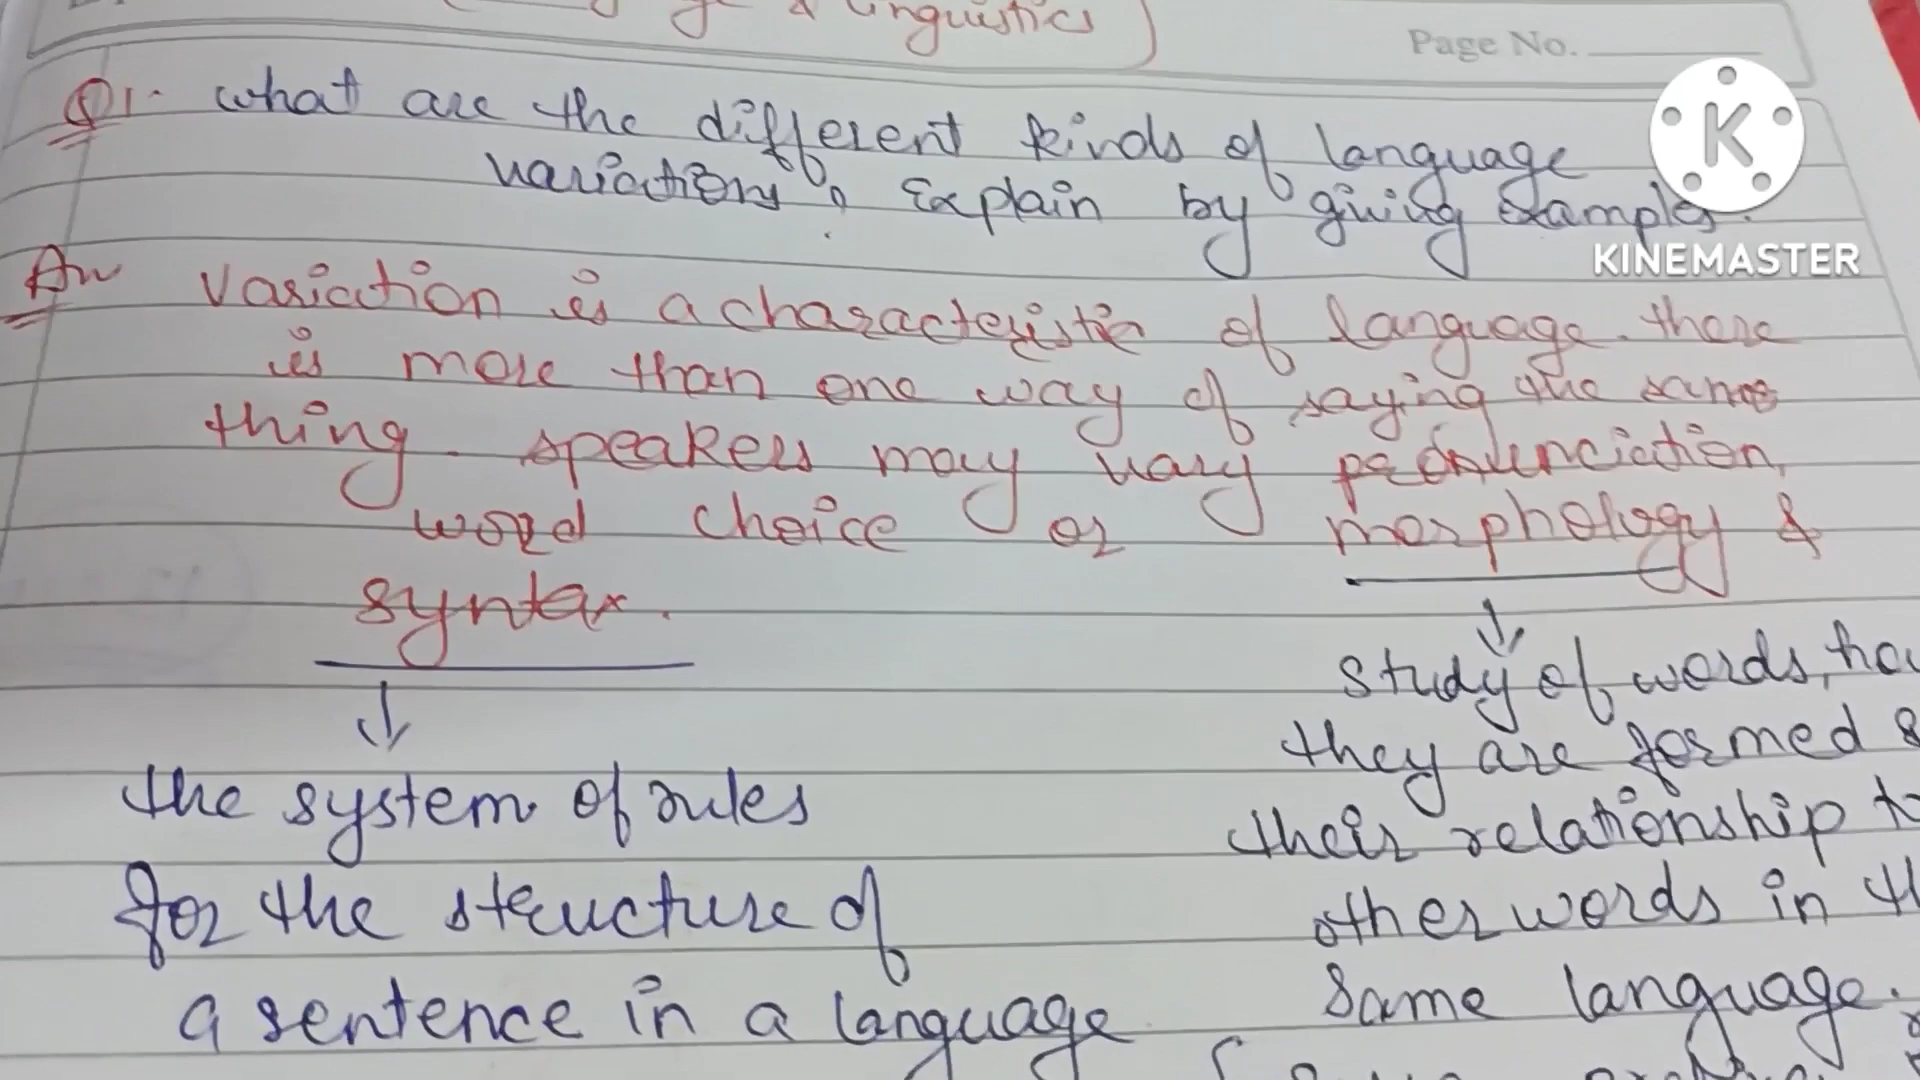 & linguistics)
Page No.
Q1. what are the different kinds of language
variations? Explain by giving Examples.
KINEMASTER
Ans Variation is a characteristic of language. there
is more than one way of saying the same
thing. speakers may vary pronunciation,
word choice or morphology &
syntax.
↓
the system of rules
for the structure of
a sentence in a language
↓
study of words, how
they are formed &
their relationship to
other words in th
same language.